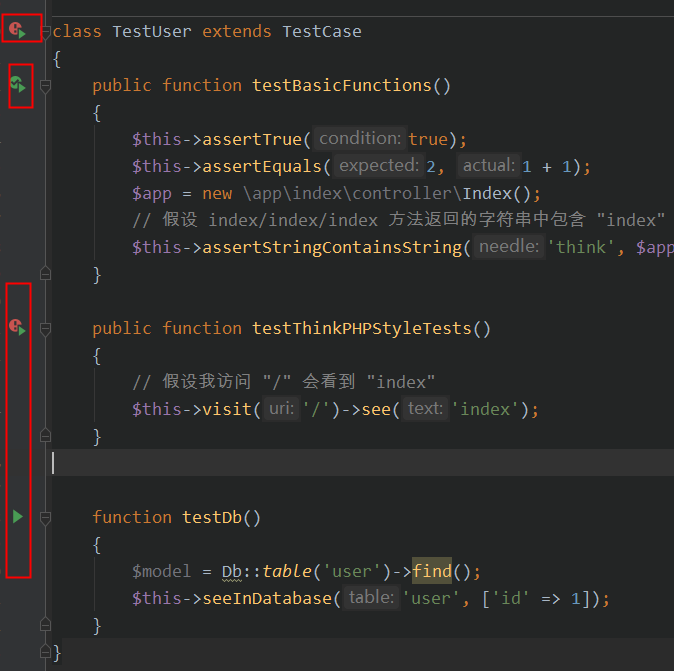 class TestUser extends TestCase
{
public function testBasicFunctions()
{
$this->assertTrue( condition: true);
$this->assertEquals( expected: 2, actual: 1 + 1);
$app = new \app\index\controller\Index();
// 假设 index/index/index 方法返回的字符串中包含 "index"
$this->assertStringContainsString( needle: 'think', $app
}
public function testThinkPHPStyleTests()
{
// 假设我访问 "/" 会看到 "index"
$this->visit( uri: '/')->see( text: 'index');
}
function testDb()
{
$model = Db::table('user')->find();
$this->seeInDatabase( table: 'user', ['id' => 1]);
}
}